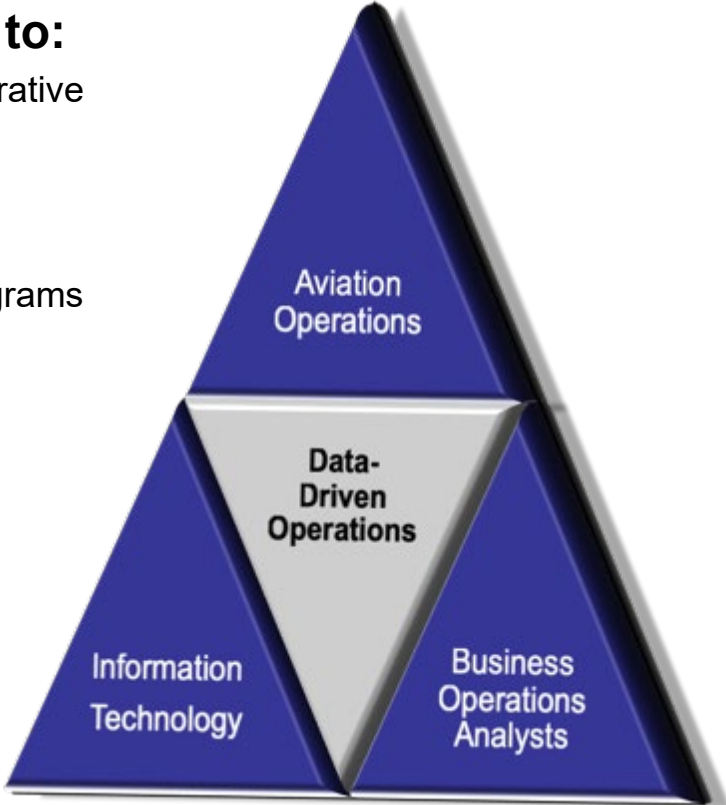 to:
rative
grams
Aviation
Operations
Data-
Driven
Operations
Information
Technology
Business
Operations
Analysts